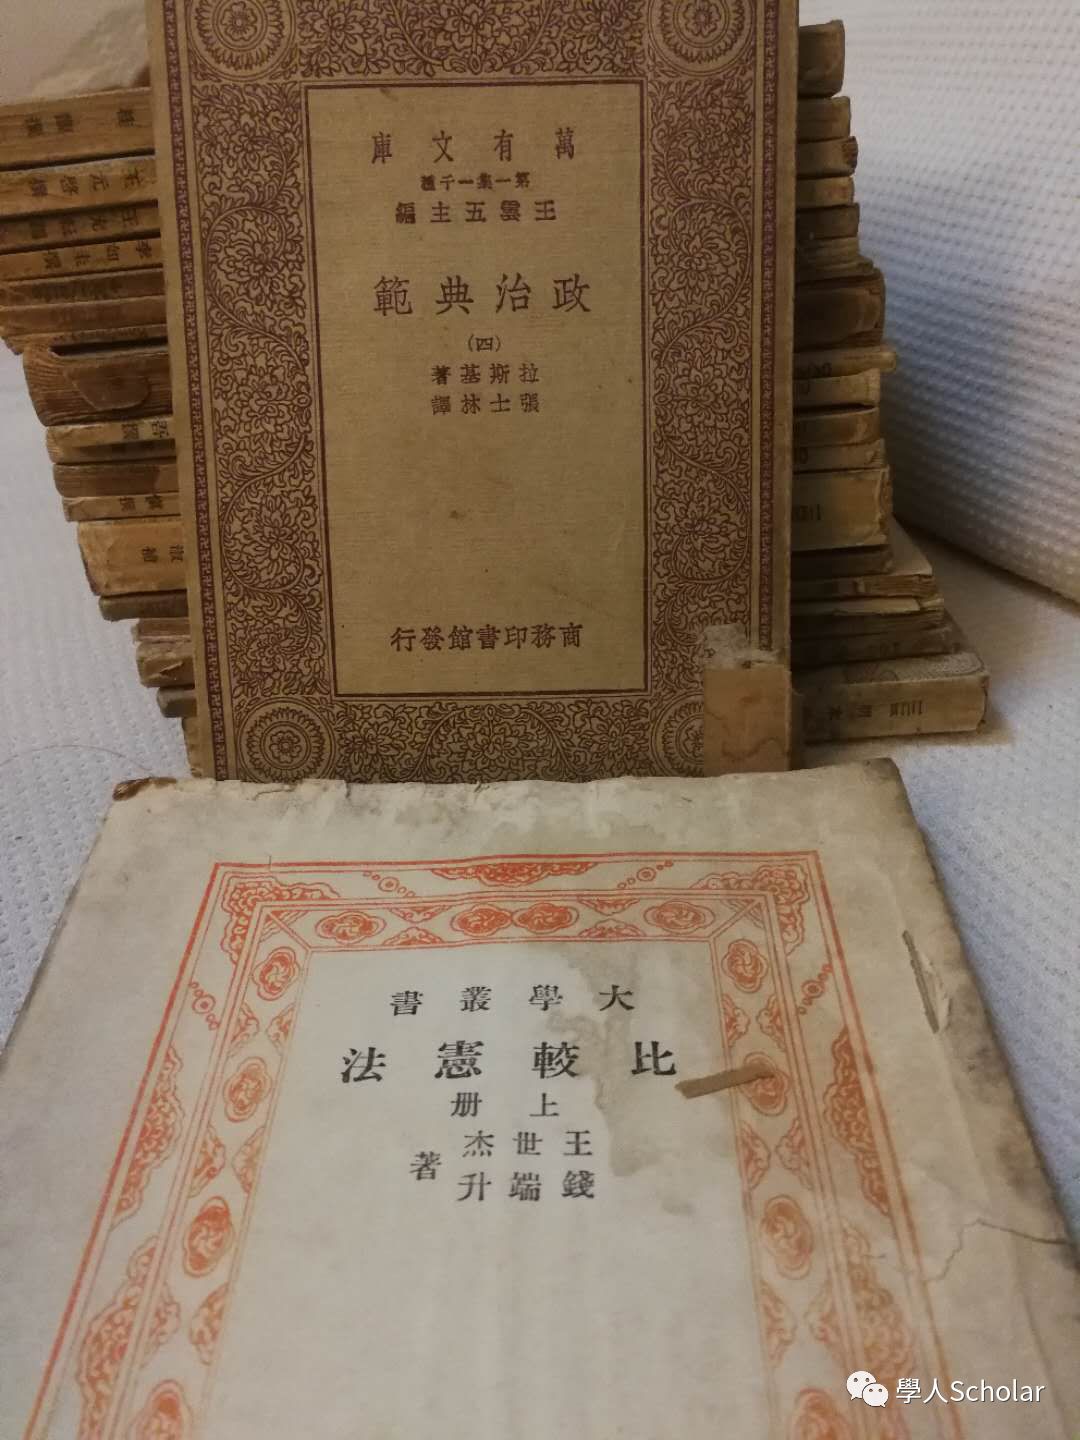 萬有文庫
第一集一千種
王雲五主編
政治典範
(四)
拉斯基著
張士林譯
商務印書館發行
大學叢書
比較憲法
上册
王世杰
錢端升
著
學人Scholar